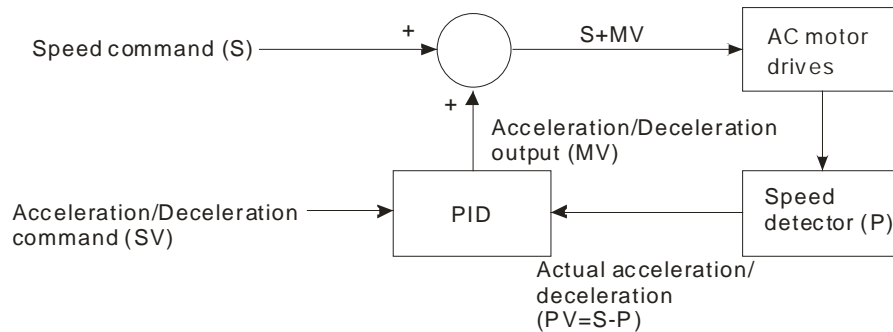 Speed command (S)
+
+
S+MV
AC motor
drives
Acceleration/Deceleration
output (MV)
Acceleration/Deceleration
command (SV)
PID
Speed
detector (P)
Actual acceleration/
deceleration
(PV=S-P)